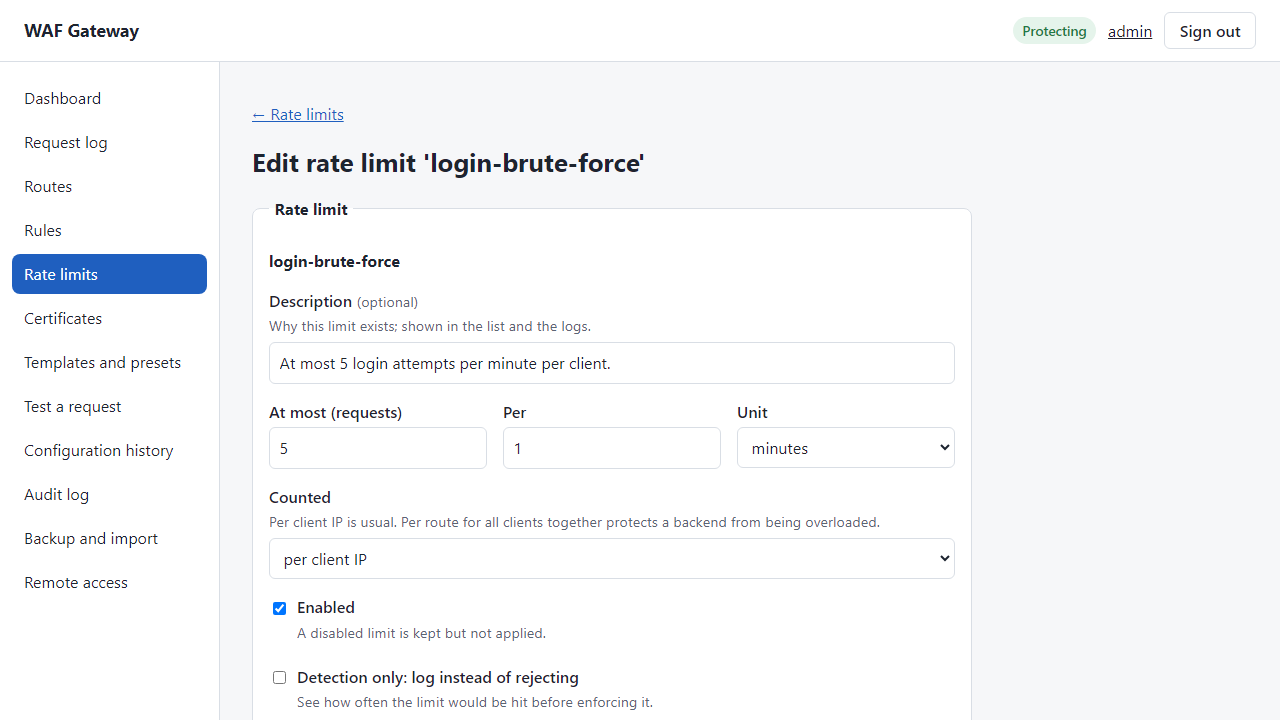 WAF Gateway
Protecting
admin
Sign out
Dashboard
Request log
Routes
Rules
Rate limits
Certificates
Templates and presets
Test a request
Configuration history
Audit log
Backup and import
Remote access
← Rate limits
Edit rate limit 'login-brute-force'
Rate limit
login-brute-force
Description (optional)
Why this limit exists; shown in the list and the logs.
At most 5 login attempts per minute per client.
At most (requests)
Per
Unit
5
1
minutes
Counted
Per client IP is usual. Per route for all clients together protects a backend from being overloaded.
per client IP
Enabled
A disabled limit is kept but not applied.
Detection only: log instead of rejecting
See how often the limit would be hit before enforcing it.